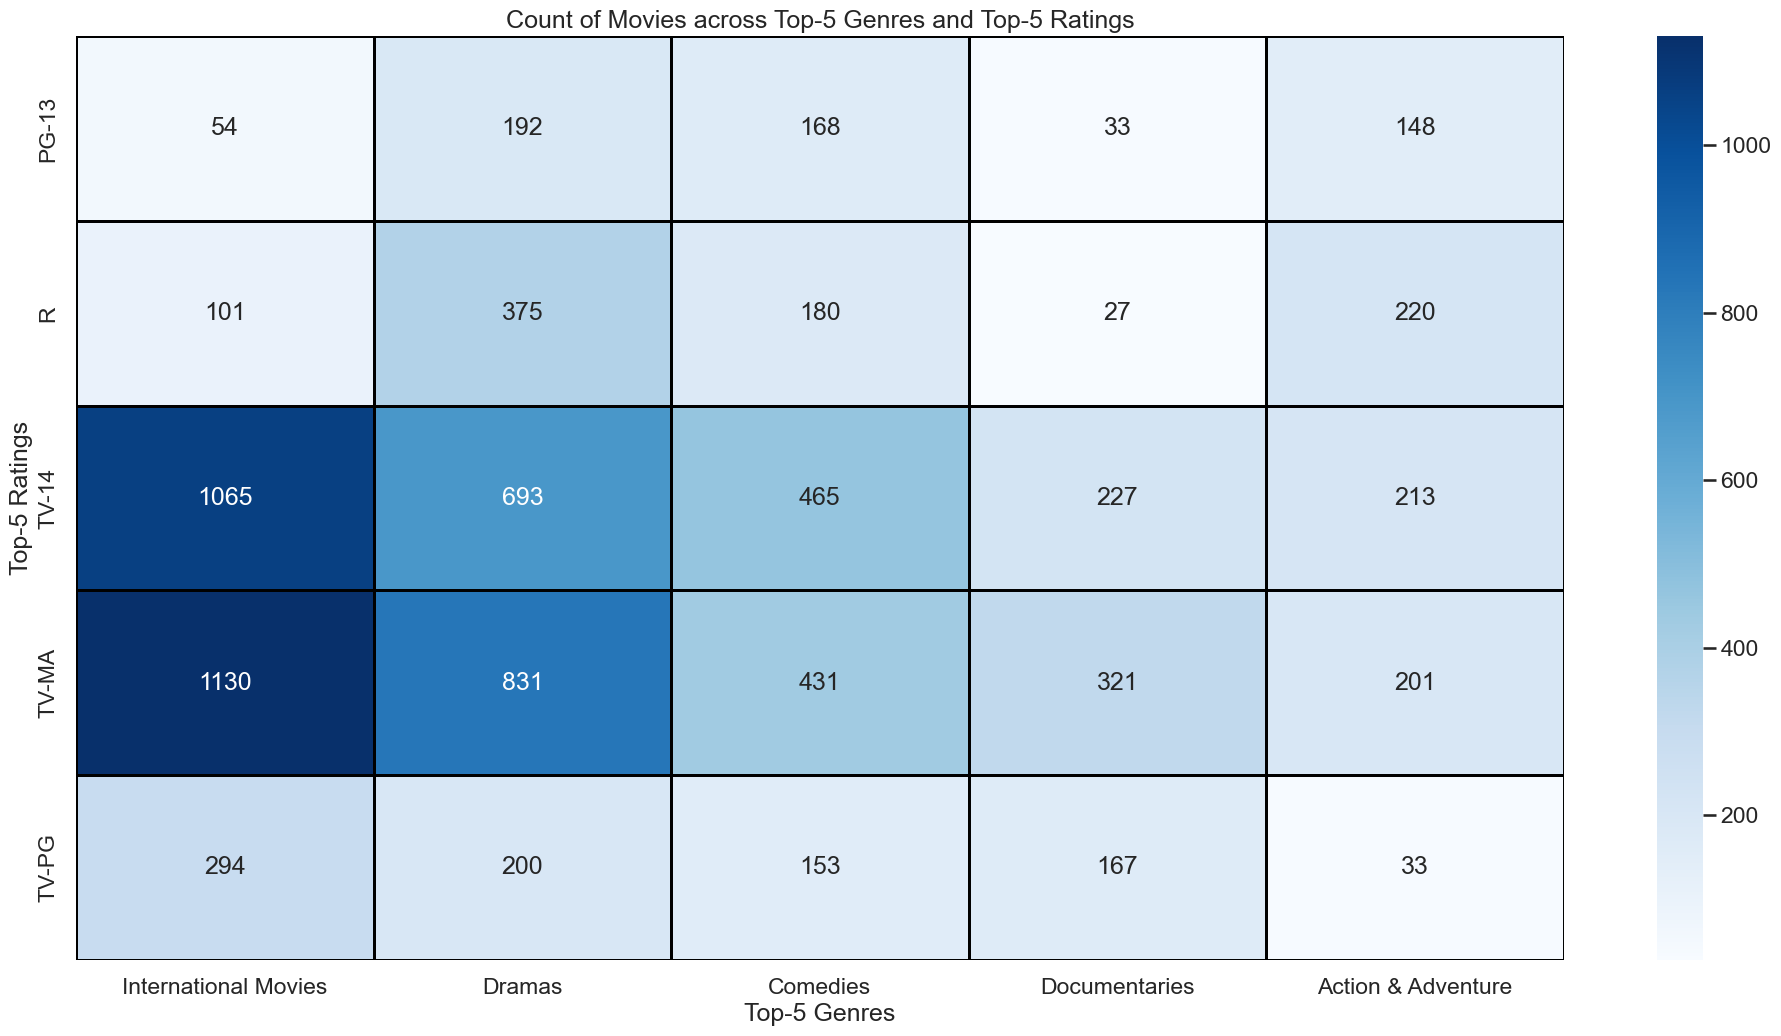 Count of Movies across Top-5 Genres and Top-5 Ratings
Top-5 Ratings
PG-13
54 192 168 33 148
R
101 375 180 27 220
TV-14
1065 693 465 227 213
TV-MA
1130 831 431 321 201
TV-PG
294 200 153 167 33
International Movies Dramas Comedies Documentaries Action & Adventure
Top-5 Genres
1000
800
600
400
200